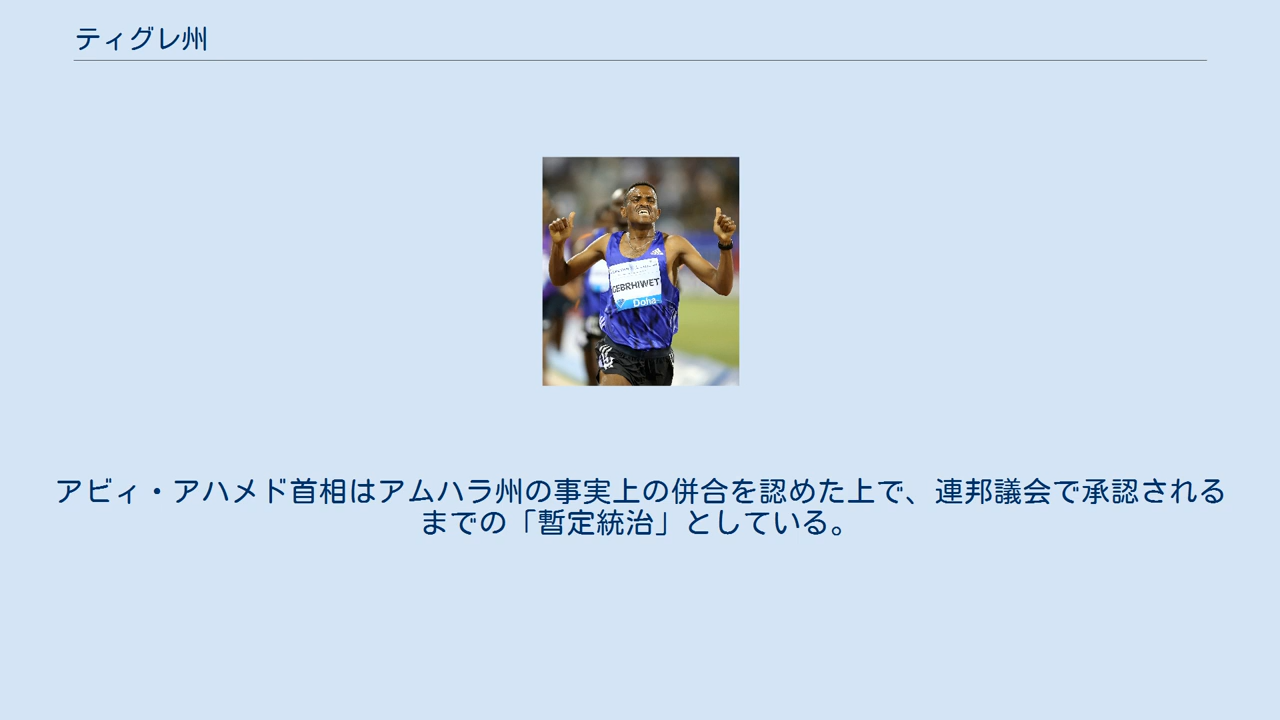 ティグレ州
GEBRHIWET
Doha
アビィ・アハメド首相はアムハラ州の事実上の併合を認めた上で、連邦議会で承認される
までの「暫定統治」としている。